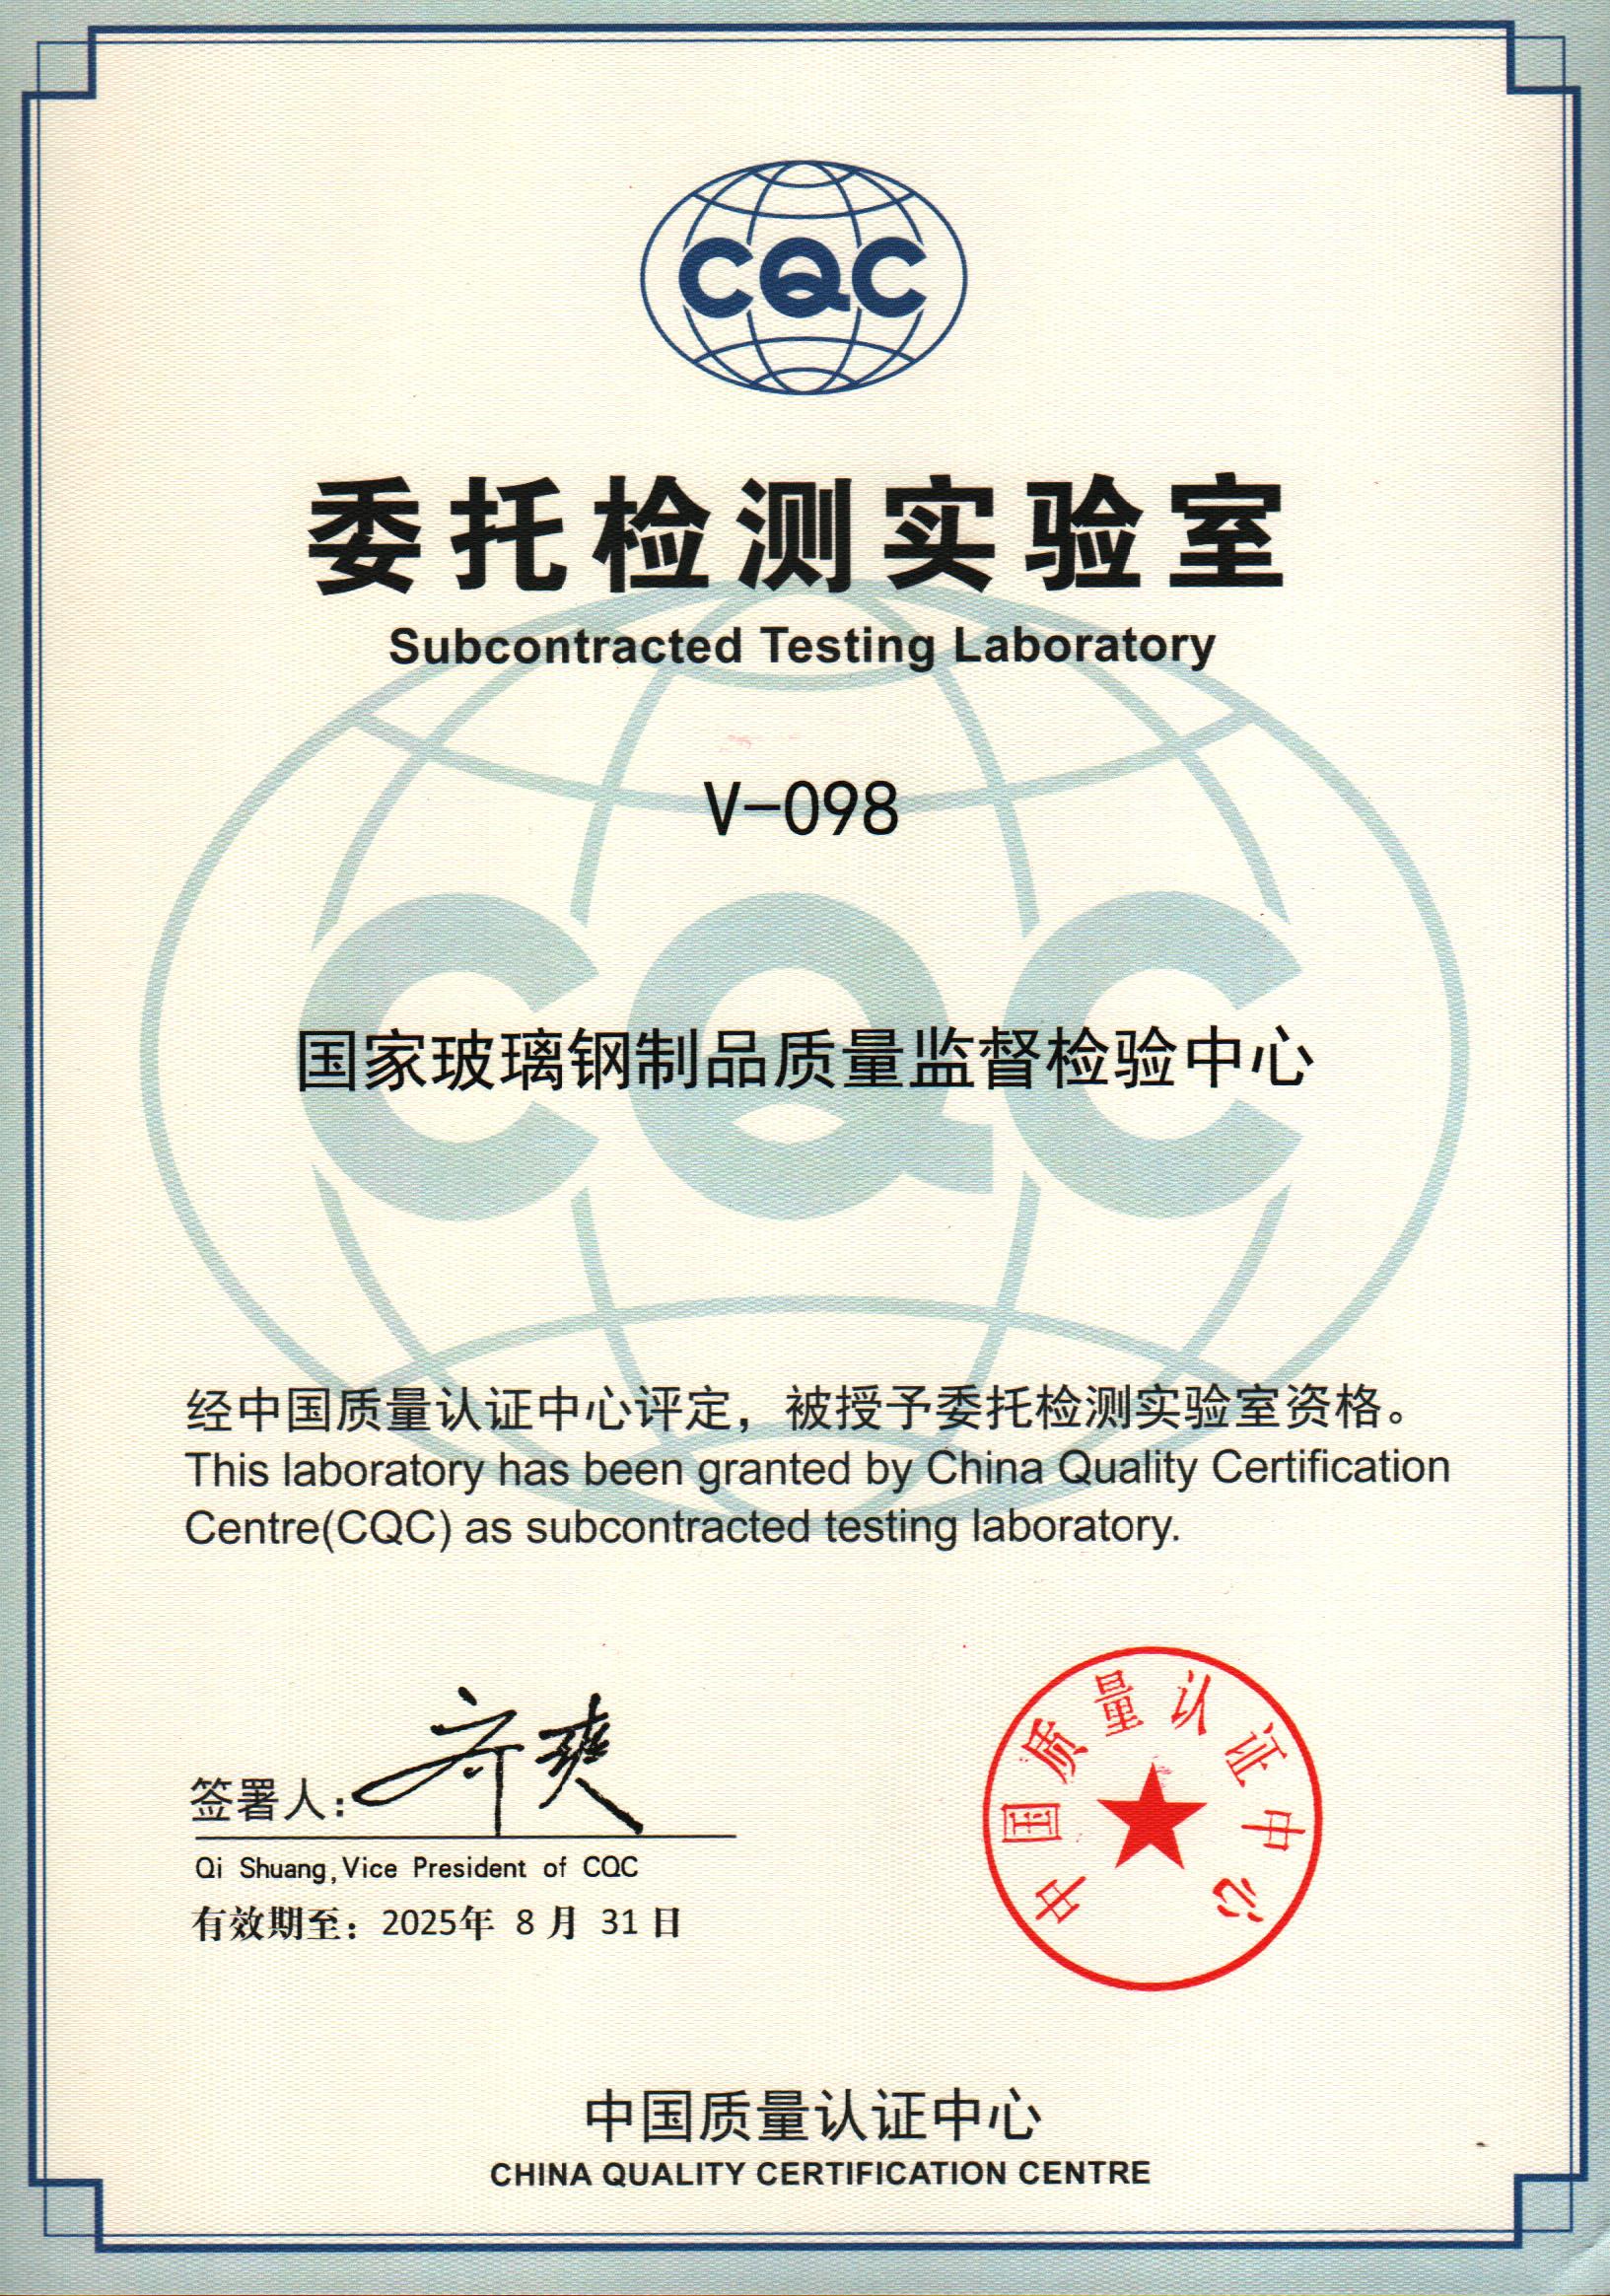 CQC
委托检测实验室
Subcontracted Testing Laboratory
V-098
CQC
国家玻璃钢制品质量监督检验中心
经中国质量认证中心评定，被授予委托检测实验室资格。
This laboratory has been granted by China Quality Certification
Centre(CQC) as subcontracted testing laboratory.
签署人：齐爽
Qi Shuang,Vice President of CQC
有效期至：2025年 8 月 31 日
中国质量认证中心
中国质量认证中心
CHINA QUALITY CERTIFICATION CENTRE